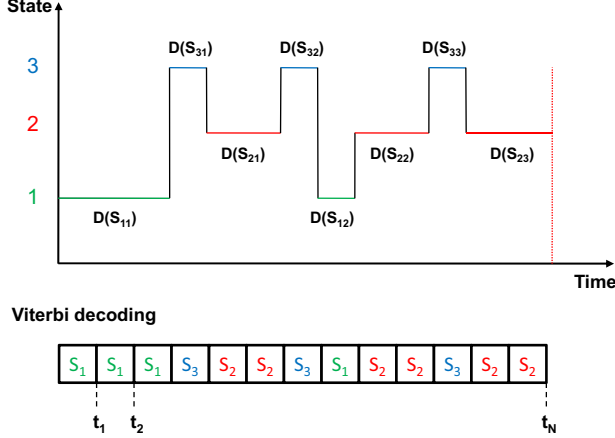 State
3
2
1
D(S₃₁)
D(S₃₂)
D(S₃₃)
D(S₂₁)
D(S₂₂)
D(S₂₃)
D(S₁₁)
D(S₁₂)
Time
Viterbi decoding
S₁ S₁ S₁ S₃ S₂ S₂ S₃ S₁ S₂ S₂ S₃ S₂ S₂
t₁ t₂ t_N